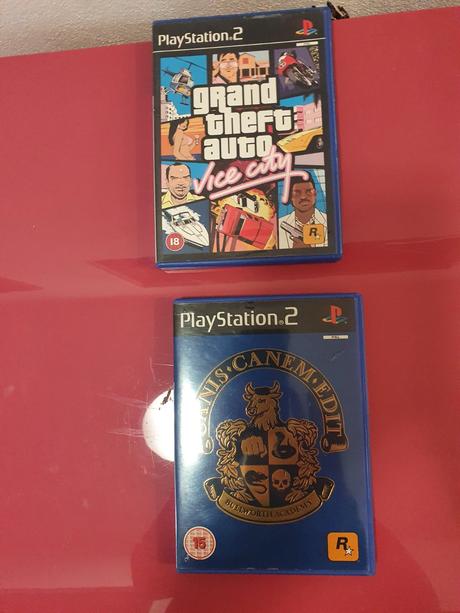 PlayStation®2
grand
theft
auto
Vice City
18
R
PlayStation®2
CANIS·CANEM·EDIT
BULLWORTH ACADEMY
15
R